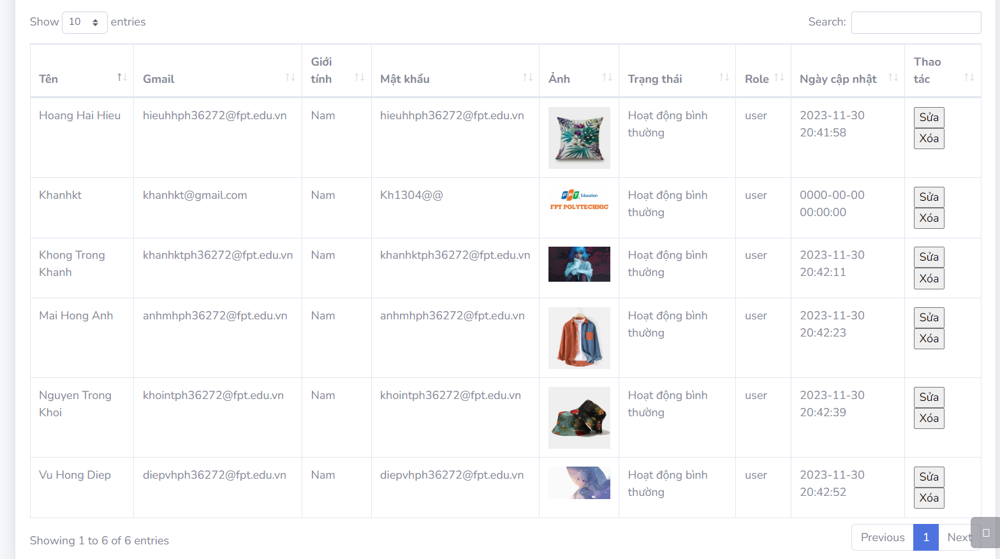 Show 10 entries
Search:
Tên Gmail Giới tính Mật khẩu Ảnh Trạng thái Role Ngày cập nhật Thao tác
Hoang Hai Hieu hieuhhph36272@fpt.edu.vn Nam hieuhhph36272@fpt.edu.vn Hoạt động bình thường user 2023-11-30 20:41:58 Sửa Xóa
Khanhkt khanhkt@gmail.com Nam Kh1304@@ FPT Education FPT POLYTECHNIC Hoạt động bình thường user 0000-00-00 00:00:00 Sửa Xóa
Khong Trong Khanh khanhktph36272@fpt.edu.vn Nam khanhktph36272@fpt.edu.vn Hoạt động bình thường user 2023-11-30 20:42:11 Sửa Xóa
Mai Hong Anh anhmhph36272@fpt.edu.vn Nam anhmhph36272@fpt.edu.vn Hoạt động bình thường user 2023-11-30 20:42:23 Sửa Xóa
Nguyen Trong Khoi khointph36272@fpt.edu.vn Nam khointph36272@fpt.edu.vn Hoạt động bình thường user 2023-11-30 20:42:39 Sửa Xóa
Vu Hong Diep diepvhph36272@fpt.edu.vn Nam diepvhph36272@fpt.edu.vn Hoạt động bình thường user 2023-11-30 20:42:52 Sửa Xóa
Showing 1 to 6 of 6 entries
Previous 1 Next